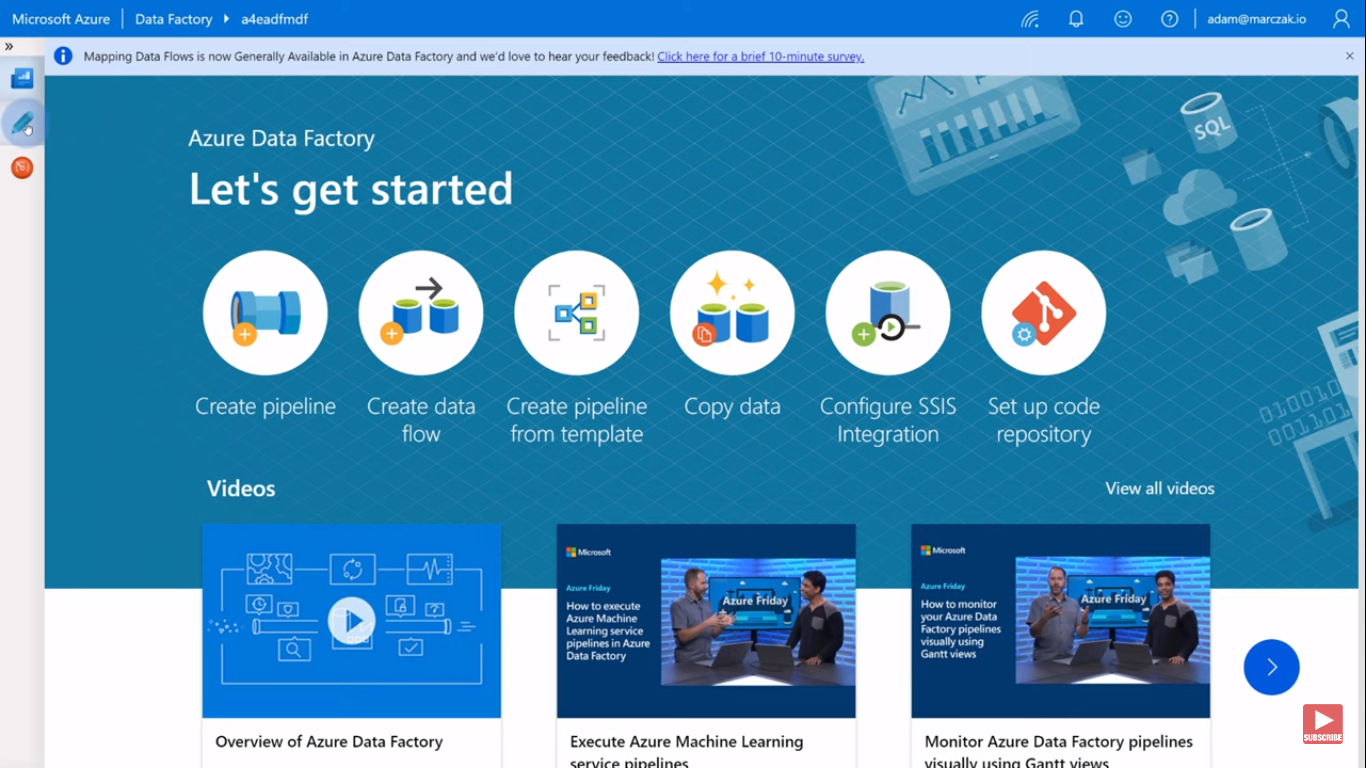 Microsoft Azure
Data Factory
a4eadfmdf
adam@marczak.io
»
Mapping Data Flows is now Generally Available in Azure Data Factory and we'd love to hear your feedback! Click here for a brief 10-minute survey.
SQL
Azure Data Factory
Let's get started
Create pipeline
Create data
flow
Create pipeline
from template
Copy data
Configure SSIS
Integration
Set up code
repository
Videos
View all videos
Microsoft
Azure Friday
How to execute
Azure Machine
Learning service
pipelines in Azure
Data Factory
Azure Friday
Microsoft
Azure Friday
How to monitor
your Azure Data
Factory pipelines
visually using
Gantt views
Azure Friday
SUBSCRIBE
Overview of Azure Data Factory
Execute Azure Machine Learning
service pipelines
Monitor Azure Data Factory pipelines
visually using Gantt views